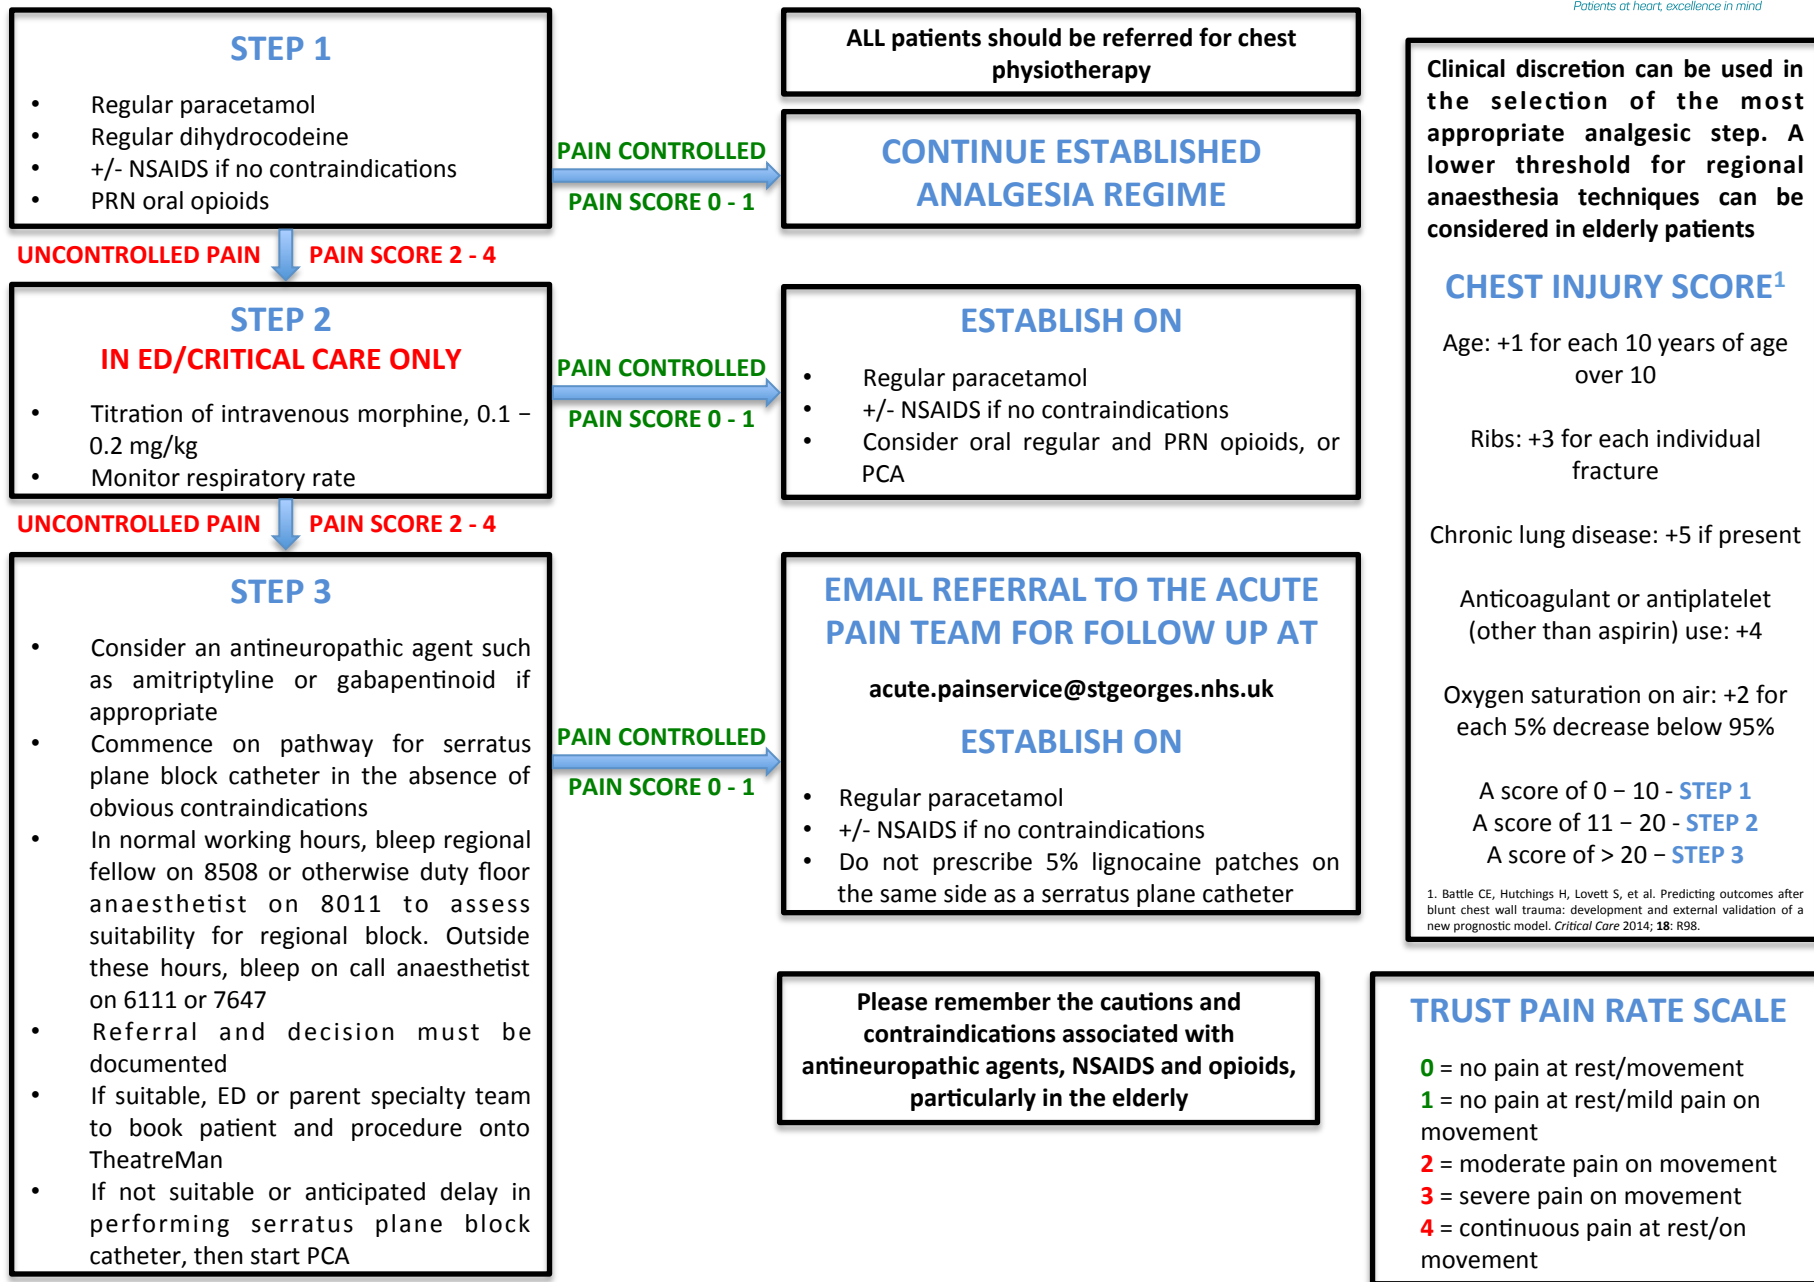 Patients at heart, excellence in mind
STEP 1
• Regular paracetamol
• Regular dihydrocodeine
• +/- NSAIDS if no contraindications
• PRN oral opioids
PAIN CONTROLLED
PAIN SCORE 0 - 1
ALL patients should be referred for chest
physiotherapy
CONTINUE ESTABLISHED
ANALGESIA REGIME
UNCONTROLLED PAIN PAIN SCORE 2 - 4
STEP 2
IN ED/CRITICAL CARE ONLY
• Titration of intravenous morphine, 0.1 –
0.2 mg/kg
• Monitor respiratory rate
PAIN CONTROLLED
PAIN SCORE 0 - 1
ESTABLISH ON
• Regular paracetamol
• +/- NSAIDS if no contraindications
• Consider oral regular and PRN opioids, or
PCA
UNCONTROLLED PAIN PAIN SCORE 2 - 4
STEP 3
• Consider an antineuropathic agent such
as amitriptyline or gabapentinoid if
appropriate
• Commence on pathway for serratus
plane block catheter in the absence of
obvious contraindications
• In normal working hours, bleep regional
fellow on 8508 or otherwise duty floor
anaesthetist on 8011 to assess
suitability for regional block. Outside
these hours, bleep on call anaesthetist
on 6111 or 7647
• Referral and decision must be
documented
• If suitable, ED or parent specialty team
to book patient and procedure onto
TheatreMan
• If not suitable or anticipated delay in
performing serratus plane block
catheter, then start PCA
PAIN CONTROLLED
PAIN SCORE 0 - 1
EMAIL REFERRAL TO THE ACUTE
PAIN TEAM FOR FOLLOW UP AT
acute.painservice@stgeorges.nhs.uk
ESTABLISH ON
• Regular paracetamol
• +/- NSAIDS if no contraindications
• Do not prescribe 5% lignocaine patches on
the same side as a serratus plane catheter
Please remember the cautions and
contraindications associated with
antineuropathic agents, NSAIDS and opioids,
particularly in the elderly
Clinical discretion can be used in
the selection of the most
appropriate analgesic step. A
lower threshold for regional
anaesthesia techniques can be
considered in elderly patients
CHEST INJURY SCORE¹
Age: +1 for each 10 years of age
over 10
Ribs: +3 for each individual
fracture
Chronic lung disease: +5 if present
Anticoagulant or antiplatelet
(other than aspirin) use: +4
Oxygen saturation on air: +2 for
each 5% decrease below 95%
A score of 0 – 10 - STEP 1
A score of 11 – 20 - STEP 2
A score of > 20 – STEP 3
1. Battle CE, Hutchings H, Lovett S, et al. Predicting outcomes after
blunt chest wall trauma: development and external validation of a
new prognostic model. Critical Care 2014; 18: R98.
TRUST PAIN RATE SCALE
0 = no pain at rest/movement
1 = no pain at rest/mild pain on
movement
2 = moderate pain on movement
3 = severe pain on movement
4 = continuous pain at rest/on
movement